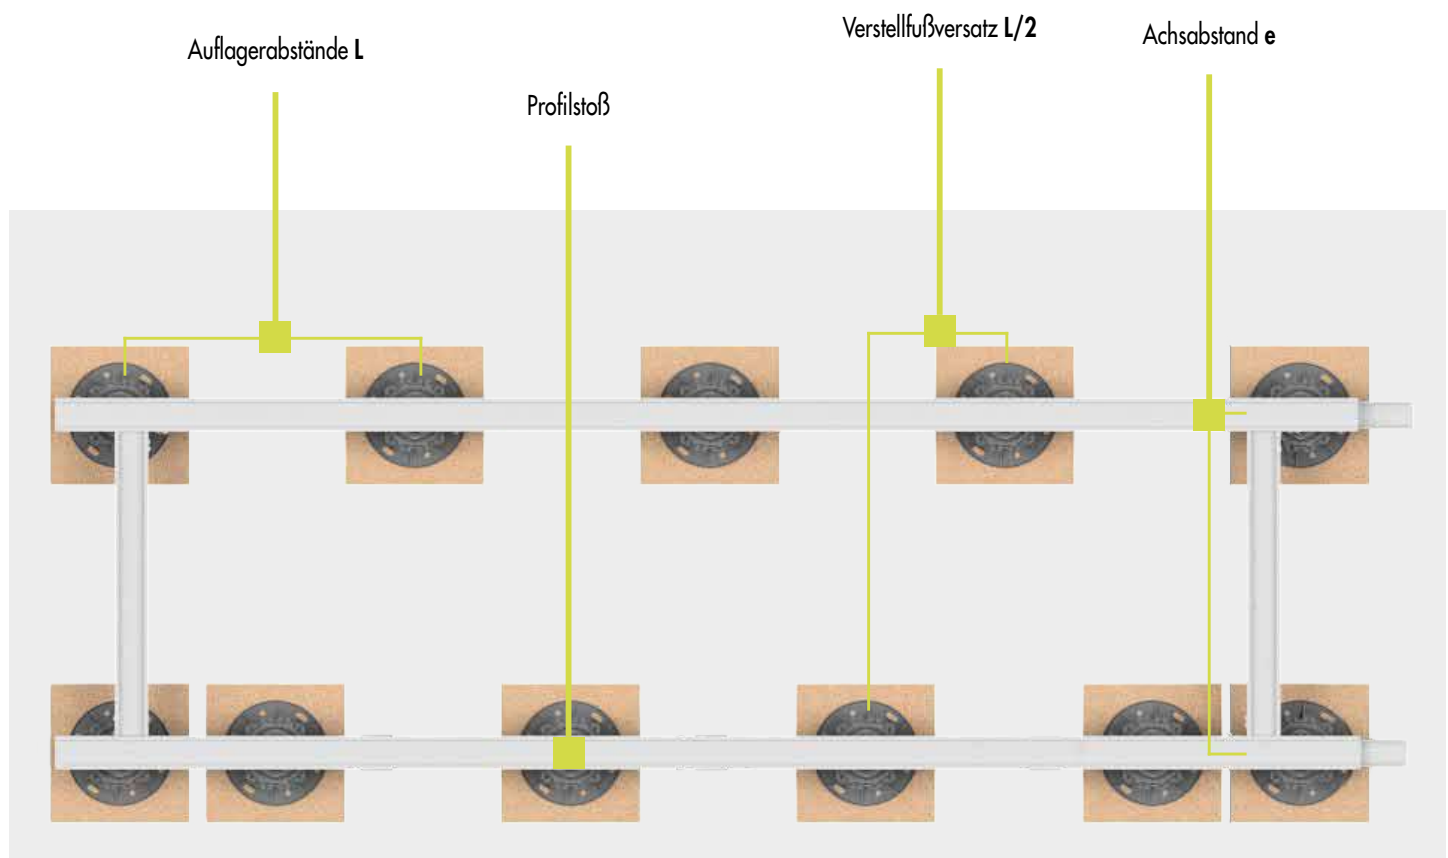 Auflagerabstände L
Profilstoß
Verstellfußversatz L/2
Achsabstand e